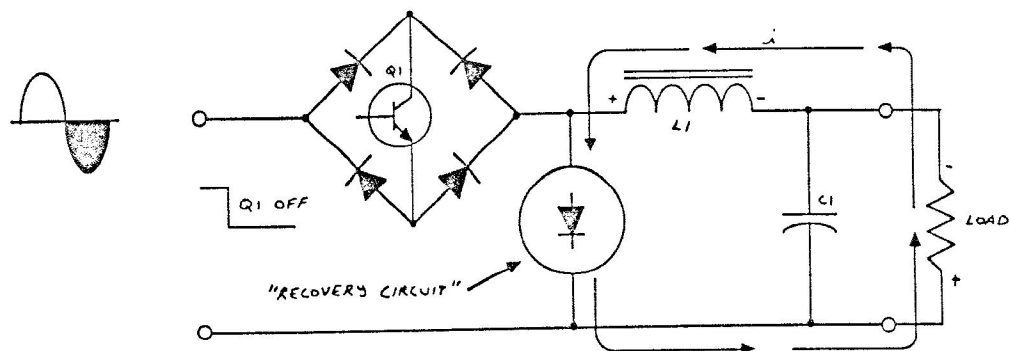 i
Q1
+
-
L1
Q1 OFF
C1
-
LOAD
+
"RECOVERY CIRCUIT"